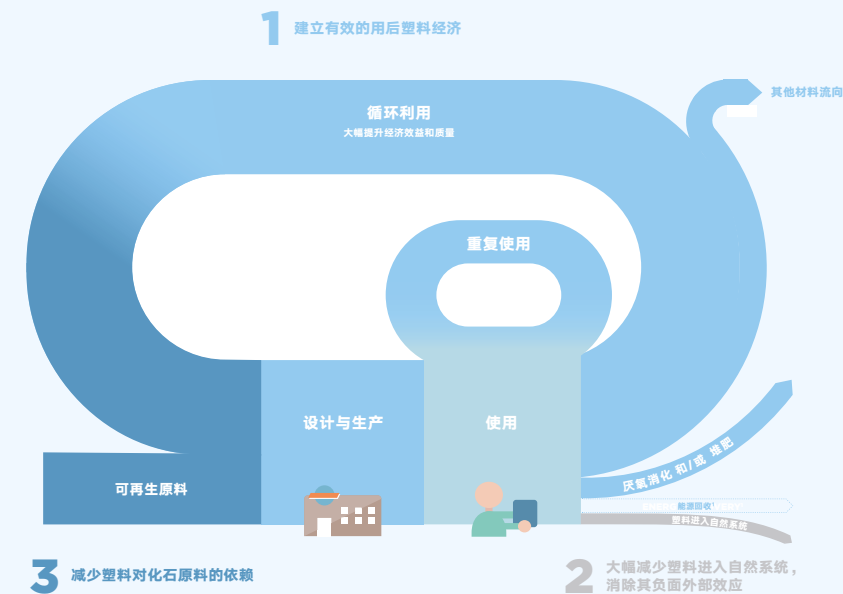 1 建立有效的用后塑料经济
其他材料流向
循环利用
大幅提升经济效益和质量
重复使用
设计与生产
使用
可再生原料
厌氧消化 和/或 堆肥
能源回收
塑料进入自然系统
3 减少塑料对化石原料的依赖
2 大幅减少塑料进入自然系统，
消除其负面外部效应